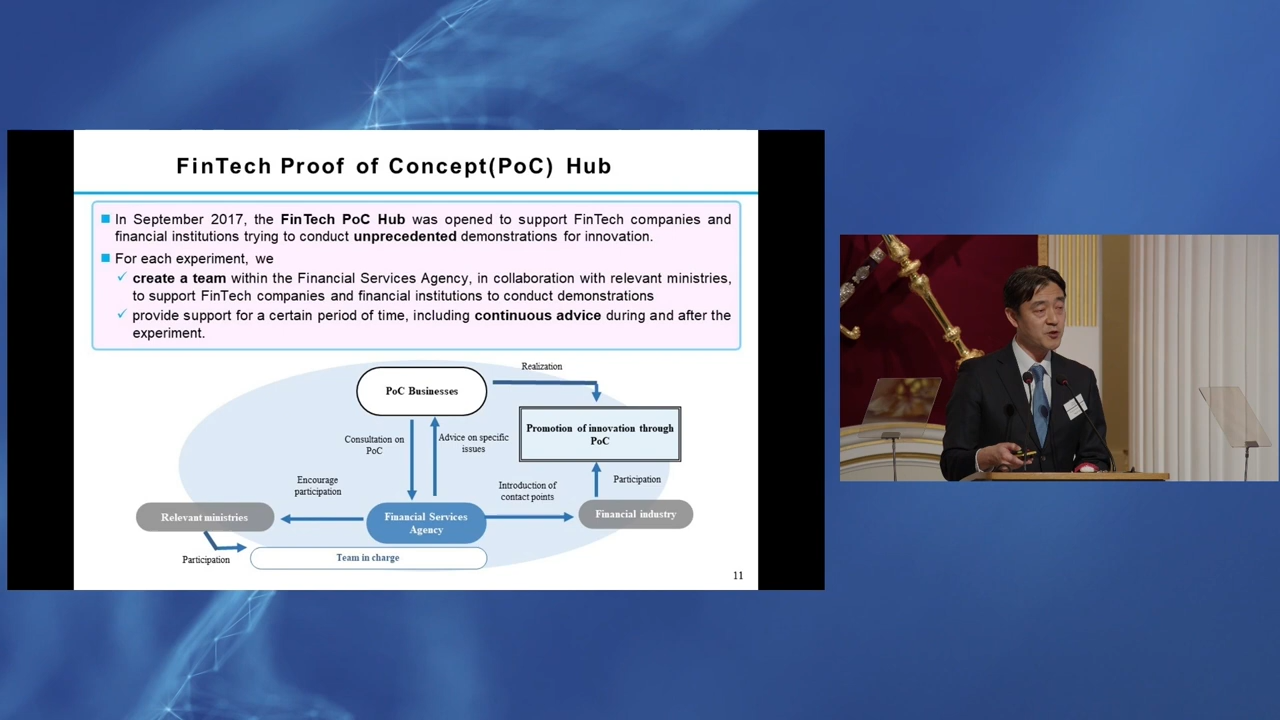 FinTech Proof of Concept(PoC) Hub
In September 2017, the FinTech PoC Hub was opened to support FinTech companies and
financial institutions trying to conduct unprecedented demonstrations for innovation.
For each experiment, we
create a team within the Financial Services Agency, in collaboration with relevant ministries,
to support FinTech companies and financial institutions to conduct demonstrations
provide support for a certain period of time, including continuous advice during and after the
experiment.
Realization
PoC Businesses
Promotion of innovation through
PoC
Consultation on
PoC
Advice on specific
issues
Encourage
participation
Introduction of
contact points
Participation
Relevant ministries
Financial Services
Agency
Financial industry
Participation
Team in charge
11